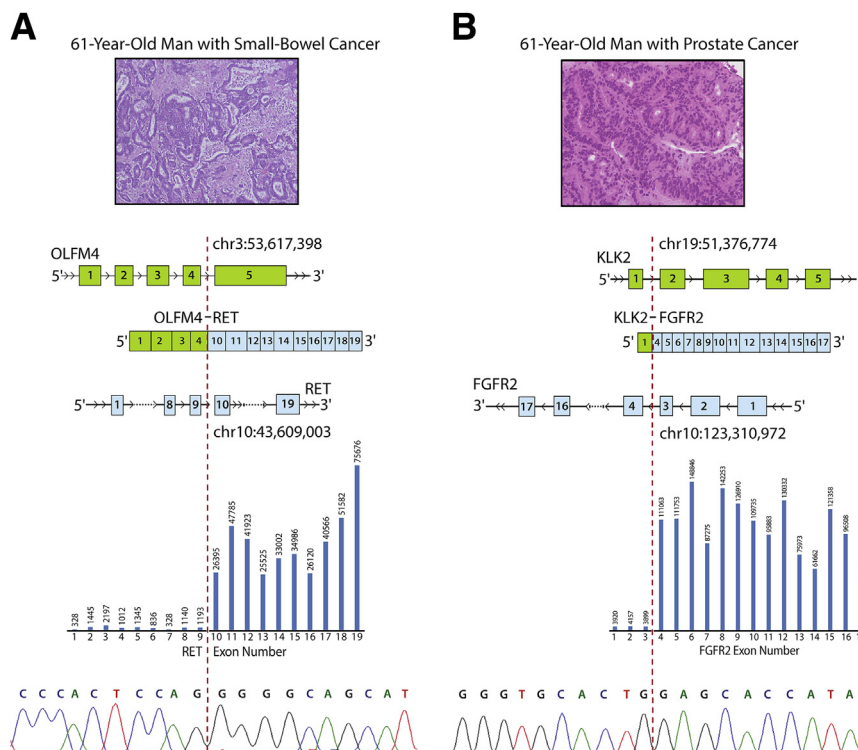 A
61-Year-Old Man with Small-Bowel Cancer
chr3:53,617,398
OLFM4
5' 1 2 3 4 5 3'
OLFM4-RET
5' 1 2 3 4 10 11 12 13 14 15 16 17 18 19 3'
RET
5' 1 8 9 10 19 3'
chr10:43,609,003
328 1445 2197 1012 1345 836 328 1140 1193 26395 47785 41923 25525 33002 34986 26120 40566 51582 75676
1 2 3 4 5 6 7 8 9 10 11 12 13 14 15 16 17 18 19
RET Exon Number
C C C A C T C C A G G G G C A G C A T
B
61-Year-Old Man with Prostate Cancer
chr19:51,376,774
KLK2
5' 1 2 3 4 5
KLK2-FGFR2
5' 1 4 5 6 7 8 9 10 11 12 13 14 15 16 17 3'
FGFR2
3' 17 16 4 3 2 1 5'
chr10:123,310,972
3920 4157 3899 111063 111753 148846 87275 142253 126910 109735 95883 130332 75973 61662 121358 96508
1 2 3 4 5 6 7 8 9 10 11 12 13 14 15 16
FGFR2 Exon Number
G G G T G C A C T G G A G C A C C A T A